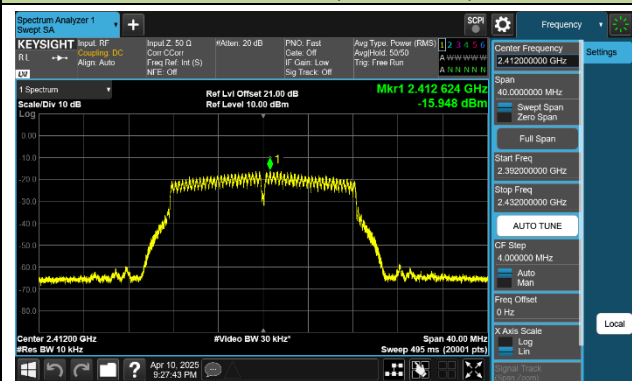 Spectrum Analyzer 1
Swept SA
SCPI
Frequency
KEYSIGHT
RL
Input: RF
Coupling: DC
Align: Auto
Input Z: 50 Ω
Corr CCorr
Freq Ref: Int (S)
NFE: Off
#Atten: 20 dB
PNO: Fast
Gate: Off
IF Gain: Low
Sig Track: Off
Avg Type: Power (RMS)
Avg|Hold: 50/50
Trig: Free Run
1 2 3 4 5 6
A W W W W W
A N N N N N
LW
1 Spectrum
Scale/Div 10 dB
Log
Ref Lvl Offset 21.00 dB
Ref Level 10.00 dBm
Mkr1 2.412 624 GHz
-15.948 dBm
0.00
-10.0
-20.0
-30.0
-40.0
-50.0
-60.0
-70.0
-80.0
1
Center 2.41200 GHz
#Res BW 10 kHz
#Video BW 30 kHz*
Span 40.00 MHz
Sweep 495 ms (20001 pts)
Center Frequency
2.412000000 GHz
Settings
Span
40.0000000 MHz
Swept Span
Zero Span
Full Span
Start Freq
2.392000000 GHz
Stop Freq
2.432000000 GHz
AUTO TUNE
CF Step
4.000000 MHz
Auto
Man
Freq Offset
0 Hz
X Axis Scale
Log
Lin
Local
Signal Track
(Span Zoom)
?
Apr 10, 2025
9:27:43 PM